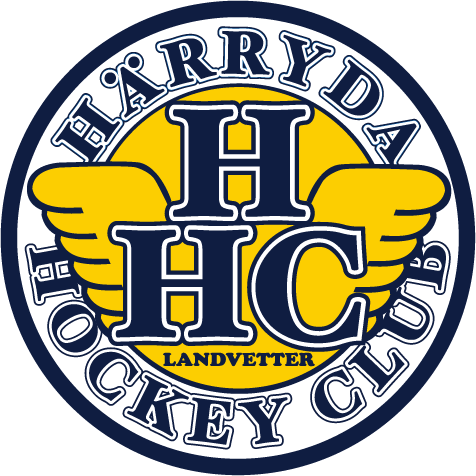 HÄRRYDA
H
HC
LANDVETTER
HOCKEY CLUB